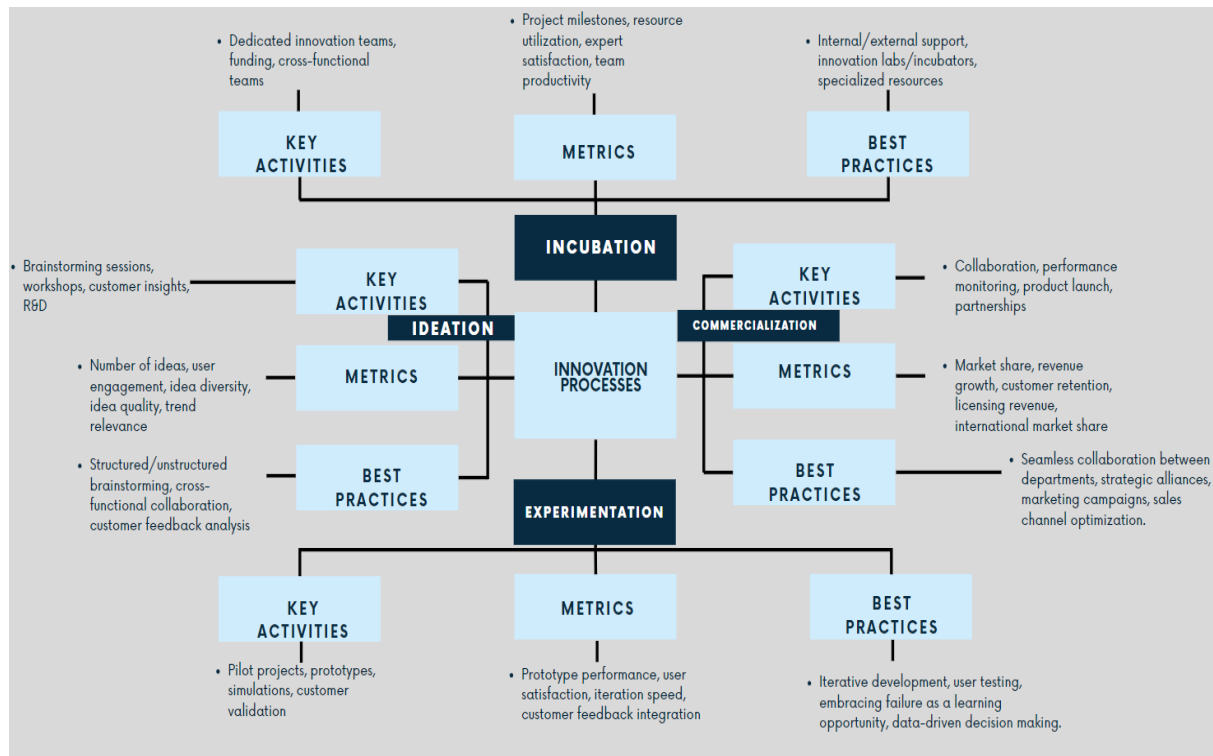 • Dedicated innovation teams,
funding, cross-functional
teams
• Project milestones, resource
utilization, expert
satisfaction, team
productivity
• Internal/external support,
innovation labs/incubators,
specialized resources
KEY
ACTIVITIES
METRICS
BEST
PRACTICES
INCUBATION
• Brainstorming sessions,
workshops, customer insights,
R&D
KEY
ACTIVITIES
IDEATION
• Number of ideas, user
engagement, idea diversity,
idea quality, trend
relevance
METRICS
• Structured/unstructured
brainstorming, cross-
functional collaboration,
customer feedback analysis
BEST
PRACTICES
INNOVATION
PROCESSES
KEY
ACTIVITIES
• Collaboration, performance
monitoring, product launch,
partnerships
COMMERCIALIZATION
METRICS
• Market share, revenue
growth, customer retention,
licensing revenue,
international market share
BEST
PRACTICES
• Seamless collaboration between
departments, strategic alliances,
marketing campaigns, sales
channel optimization.
EXPERIMENTATION
KEY
ACTIVITIES
METRICS
BEST
PRACTICES
• Pilot projects, prototypes,
simulations, customer
validation
• Prototype performance, user
satisfaction, iteration speed,
customer feedback integration
• Iterative development, user testing,
embracing failure as a learning
opportunity, data-driven decision making.